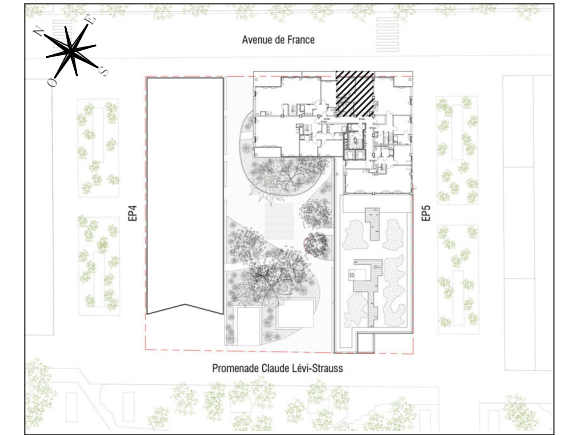 Avenue de France
N
E
O
S
EP4
EP5
Promenade Claude Lévi-Strauss